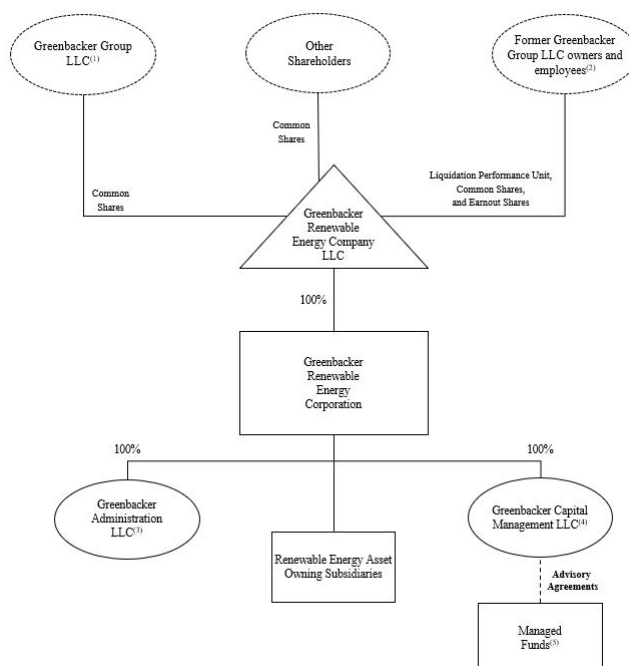 Greenbacker Group
LLC(1)
Other
Shareholders
Former Greenbacker
Group LLC owners and
employees(2)
Common
Shares
Common
Shares
Liquidation Performance Unit,
Common Shares,
and Earnout Shares
Greenbacker
Renewable
Energy Company
LLC
100%
Greenbacker
Renewable
Energy
Corporation
100%
100%
Greenbacker
Administration
LLC(3)
Renewable Energy Asset
Owning Subsidiaries
Greenbacker Capital
Management LLC(4)
Advisory
Agreements
Managed
Funds(5)